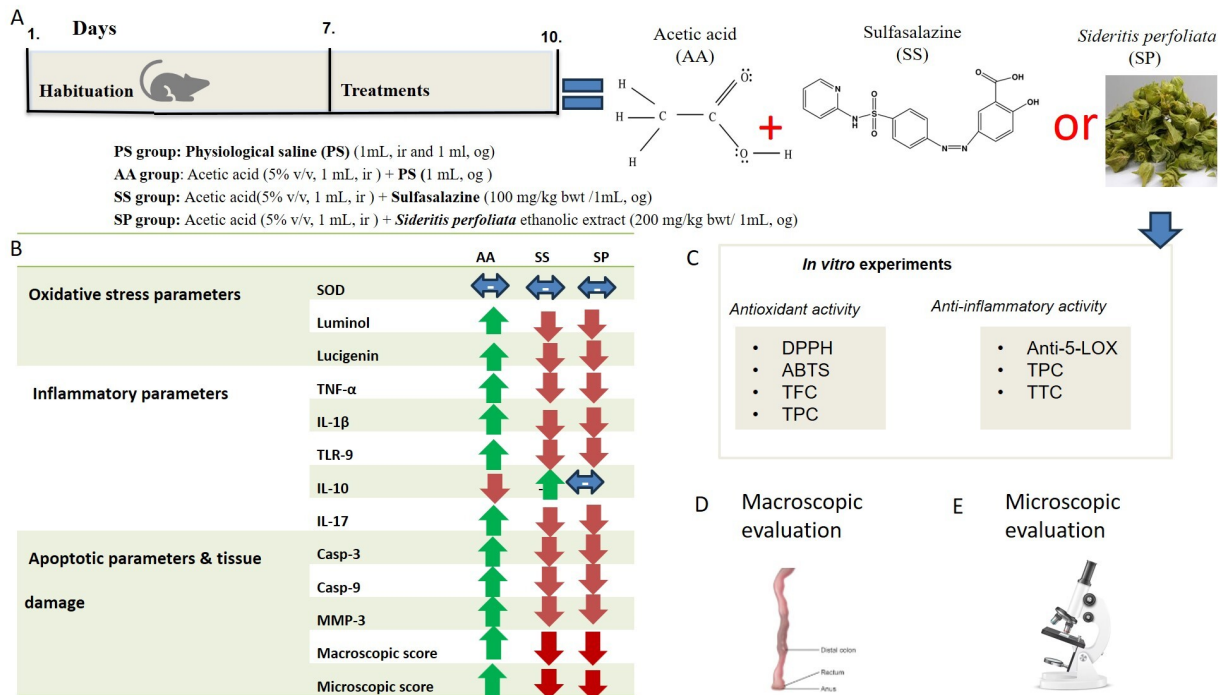 A
Days
1.
7.
10.
Habituation
Treatments
Acetic acid
(AA)
H
H
H
C
C
O:
:O
H
+
Sulfasalazine
(SS)
N
NH
S
O
O
N
N
O
OH
OH
or
Sideritis perfoliata
(SP)
PS group: Physiological saline (PS) (1mL, ir and 1 ml, og)
AA group: Acetic acid (5% v/v, 1 mL, ir ) + PS (1 mL, og )
SS group: Acetic acid(5% v/v, 1 mL, ir ) + Sulfasalazine (100 mg/kg bwt /1mL, og)
SP group: Acetic acid (5% v/v, 1 mL, ir ) + Sideritis perfoliata ethanolic extract (200 mg/kg bwt/ 1mL, og)
B
AA SS SP
Oxidative stress parameters
SOD
Luminol
Lucigenin
Inflammatory parameters
TNF-α
IL-1β
TLR-9
IL-10
IL-17
Apoptotic parameters & tissue
damage
Casp-3
Casp-9
MMP-3
Macroscopic score
Microscopic score
C
In vitro experiments
Antioxidant activity
• DPPH
• ABTS
• TFC
• TPC
Anti-inflammatory activity
• Anti-5-LOX
• TPC
• TTC
D
Macroscopic
evaluation
Distal colon
Rectum
Anus
E
Microscopic
evaluation